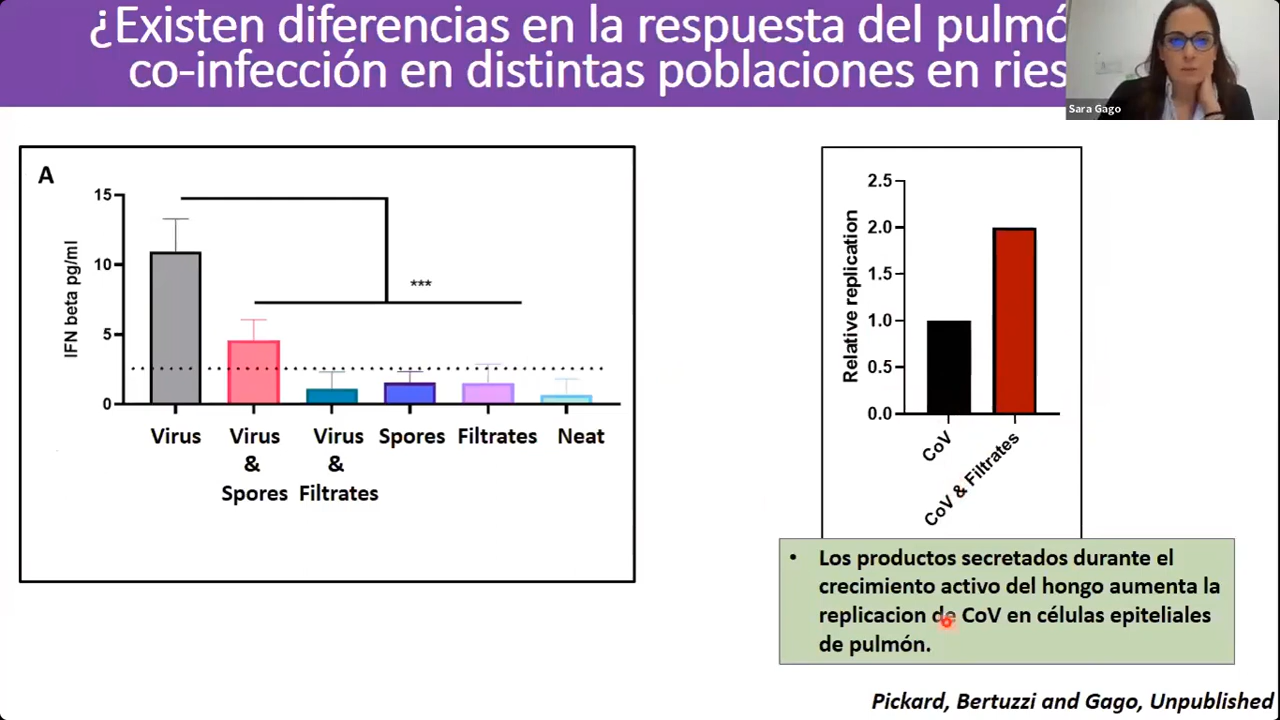 ¿Existen diferencias en la respuesta del pulmó
co-infección en distintas poblaciones en ries
Sara Gago
A
15
10
5
0
IFN beta pg/ml
***
Virus
Virus
&
Spores
Virus
&
Filtrates
Spores
Filtrates
Neat
2.5
2.0
1.5
1.0
0.5
0.0
Relative replication
CoV
CoV & Filtrates
• Los productos secretados durante el
crecimiento activo del hongo aumenta la
replicacion de CoV en células epiteliales
de pulmón.
Pickard, Bertuzzi and Gago, Unpublished